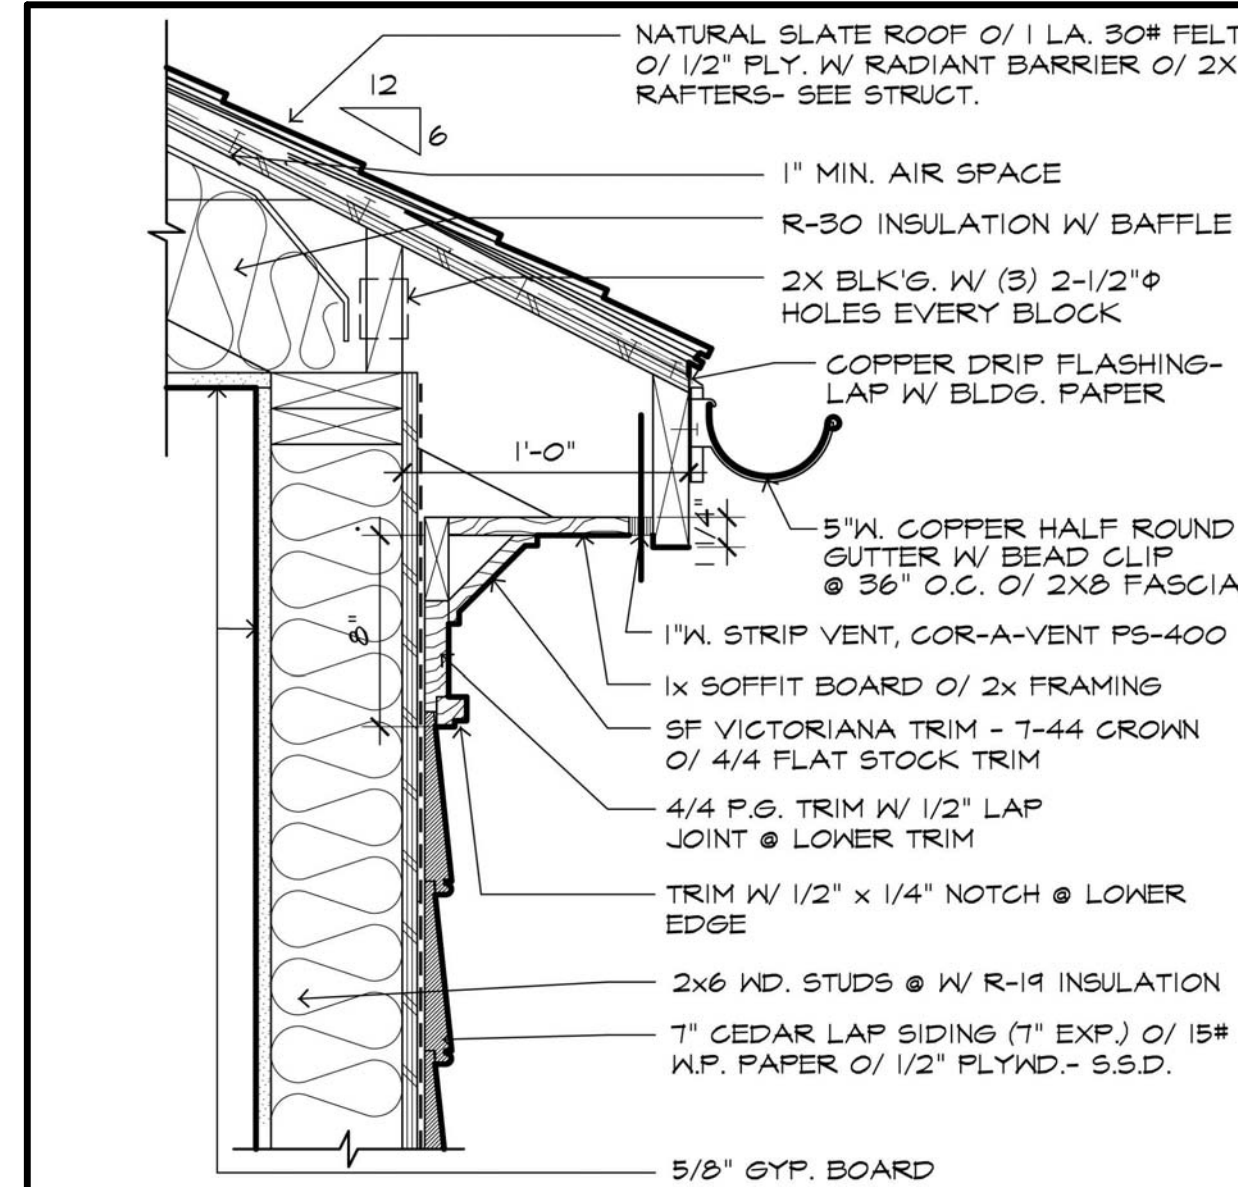 NATURAL SLATE ROOF O/ 1 LA. 30# FELT
O/ 1/2" PLY. W/ RADIANT BARRIER O/ 2X
RAFTERS- SEE STRUCT.
12
6
1" MIN. AIR SPACE
R-30 INSULATION W/ BAFFLE
2X BLK'G. W/ (3) 2-1/2"Φ
HOLES EVERY BLOCK
COPPER DRIP FLASHING-
LAP W/ BLDG. PAPER
1'-0"
1 1/4"
5"W. COPPER HALF ROUND
GUTTER W/ BEAD CLIP
@ 36" O.C. O/ 2X8 FASCIA
8"
1"W. STRIP VENT, COR-A-VENT PS-400
1x SOFFIT BOARD O/ 2x FRAMING
SF VICTORIANA TRIM - 7-44 CROWN
O/ 4/4 FLAT STOCK TRIM
4/4 P.G. TRIM W/ 1/2" LAP
JOINT @ LOWER TRIM
TRIM W/ 1/2" x 1/4" NOTCH @ LOWER
EDGE
2x6 WD. STUDS @ W/ R-19 INSULATION
7" CEDAR LAP SIDING (7" EXP.) O/ 15#
W.P. PAPER O/ 1/2" PLYWD.- S.S.D.
5/8" GYP. BOARD